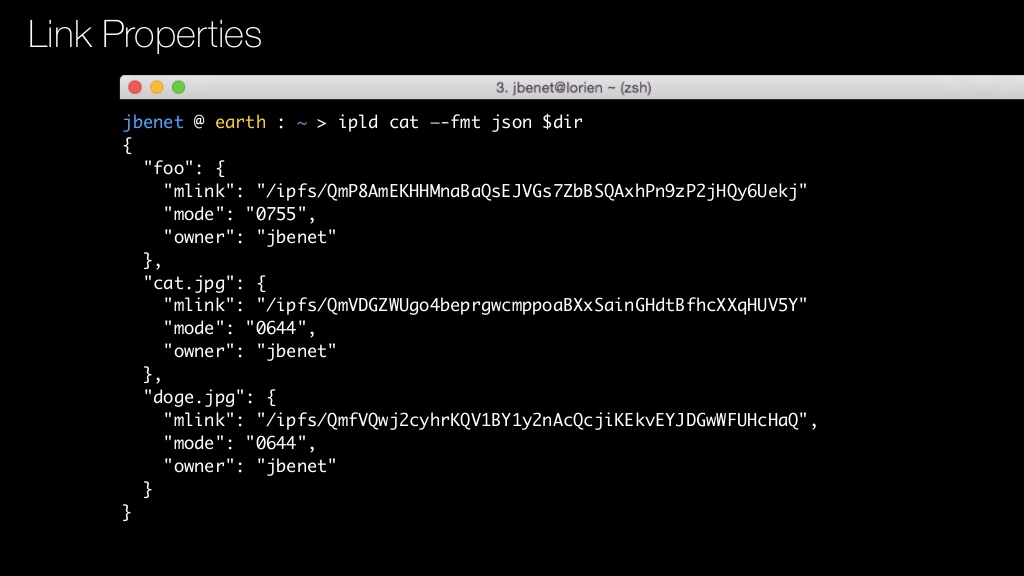 Link Properties
3. jbenet@lorien ~ (zsh)
jbenet @ earth : ~ > ipld cat —-fmt json $dir
{
  "foo": {
    "mlink": "/ipfs/QmP8AmEKHHMnaBaQsEJVGs7ZbBSQAxhPn9zP2jHQy6Uekj"
    "mode": "0755",
    "owner": "jbenet"
  },
  "cat.jpg": {
    "mlink": "/ipfs/QmVDGZWUgo4beprgwcmppoaBXxSainGHdtBfhcXXqHUV5Y"
    "mode": "0644",
    "owner": "jbenet"
  },
  "doge.jpg": {
    "mlink": "/ipfs/QmfVQwj2cyhrKQV1BY1y2nAcQcjiKEkvEYJDGwWFUHcHaQ",
    "mode": "0644",
    "owner": "jbenet"
  }
}